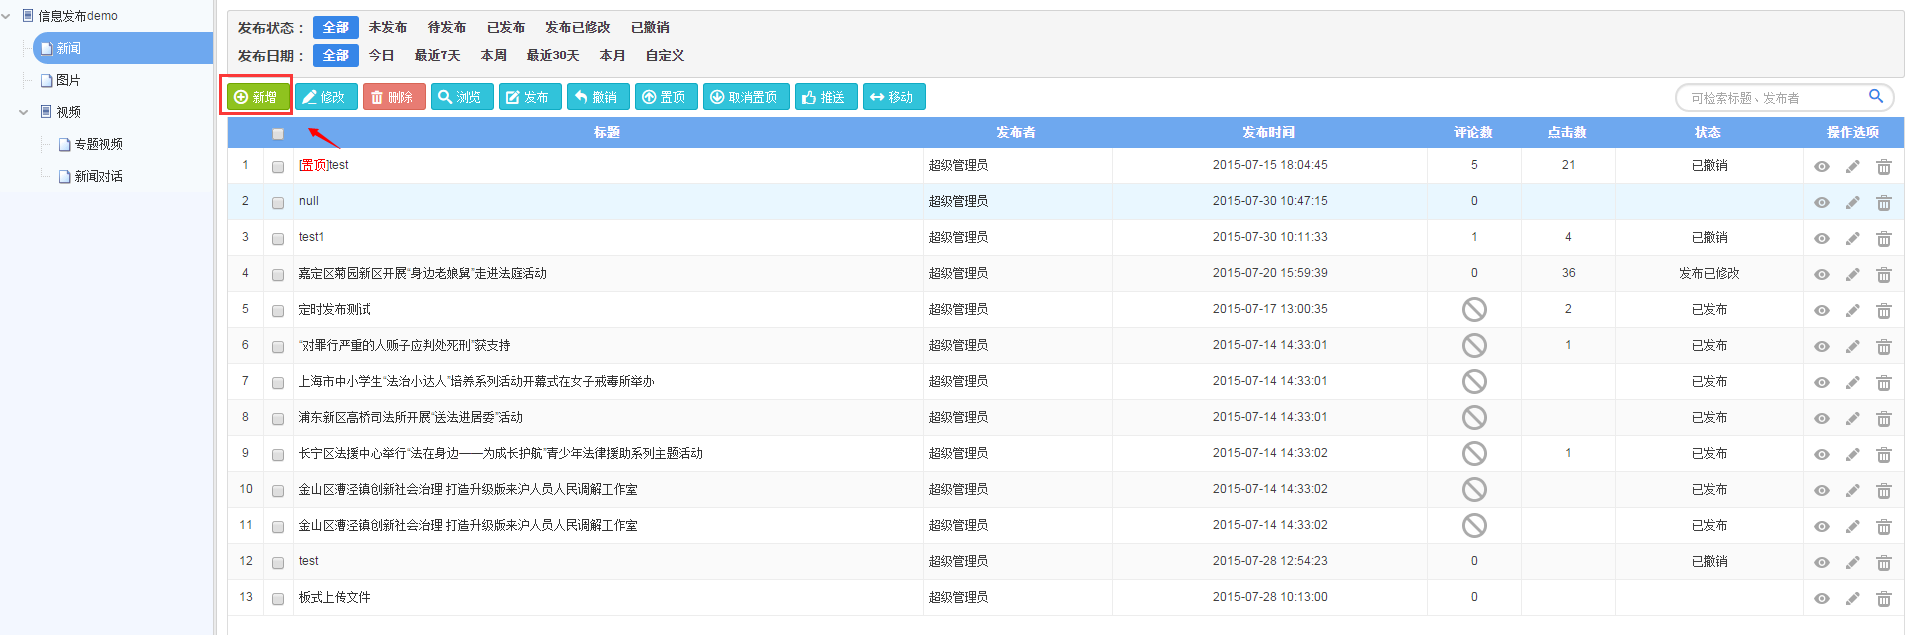 信息发布demo
新闻
图片
视频
专题视频
新闻对话
发布状态： 全部 未发布 待发布 已发布 发布已修改 已撤销
发布日期： 全部 今日 最近7天 本周 最近30天 本月 自定义
新增 修改 删除 浏览 发布 撤销 置顶 取消置顶 推送 移动 可检索标题、发布者
标题 发布者 发布时间 评论数 点击数 状态 操作选项
1 [置顶]test 超级管理员 2015-07-15 18:04:45 5 21 已撤销
2 null 超级管理员 2015-07-30 10:47:15 0
3 test1 超级管理员 2015-07-30 10:11:33 1 4 已撤销
4 嘉定区菊园新区开展“身边老娘舅”走进法庭活动 超级管理员 2015-07-20 15:59:39 0 36 发布已修改
5 定时发布测试 超级管理员 2015-07-17 13:00:35 2 已发布
6 “对罪行严重的人贩子应判处死刑”获支持 超级管理员 2015-07-14 14:33:01 1 已发布
7 上海市中小学生“法治小达人”培养系列活动开幕式在女子戒毒所举办 超级管理员 2015-07-14 14:33:01 已发布
8 浦东新区高桥司法所开展“送法进居委”活动 超级管理员 2015-07-14 14:33:01 已发布
9 长宁区法援中心举行“法在身边——为成长护航”青少年法律援助系列主题活动 超级管理员 2015-07-14 14:33:02 1 已发布
10 金山区漕泾镇创新社会治理 打造升级版来沪人员人民调解工作室 超级管理员 2015-07-14 14:33:02 已发布
11 金山区漕泾镇创新社会治理 打造升级版来沪人员人民调解工作室 超级管理员 2015-07-14 14:33:02 已发布
12 test 超级管理员 2015-07-28 12:54:23 0 已撤销
13 板式上传文件 超级管理员 2015-07-28 10:13:00 0